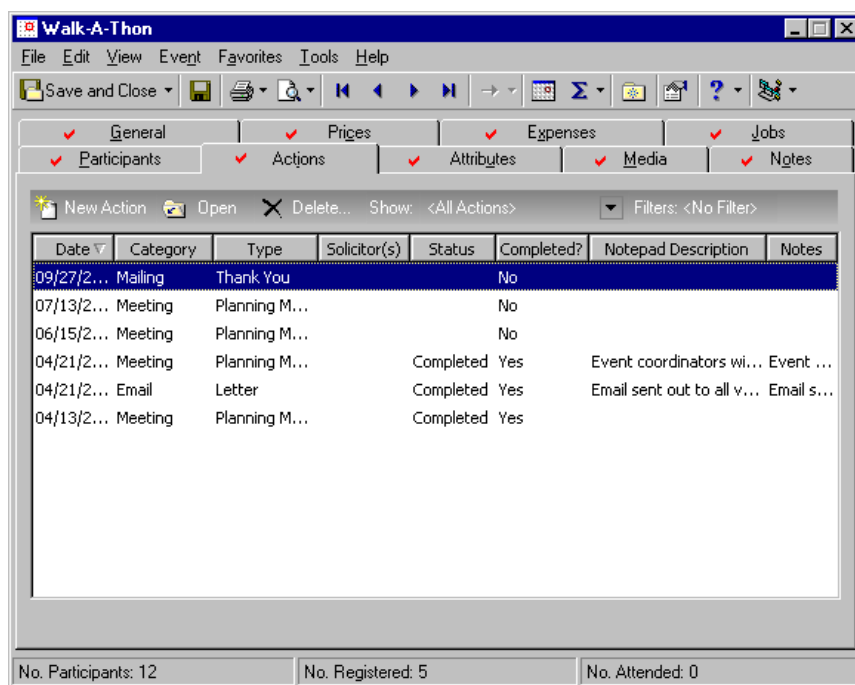 Walk-A-Thon
File Edit View Event Favorites Tools Help
Save and Close
General Prices Expenses Jobs
Participants Actions Attributes Media Notes
New Action Open Delete... Show: <All Actions> Filters: <No Filter>
Date Category Type Solicitor(s) Status Completed? Notepad Description Notes
09/27/2... Mailing Thank You No
07/13/2... Meeting Planning M... No
06/15/2... Meeting Planning M... No
04/21/2... Meeting Planning M... Completed Yes Event coordinators wi... Event ...
04/21/2... Email Letter Completed Yes Email sent out to all v... Email s...
04/13/2... Meeting Planning M... Completed Yes
No. Participants: 12 No. Registered: 5 No. Attended: 0